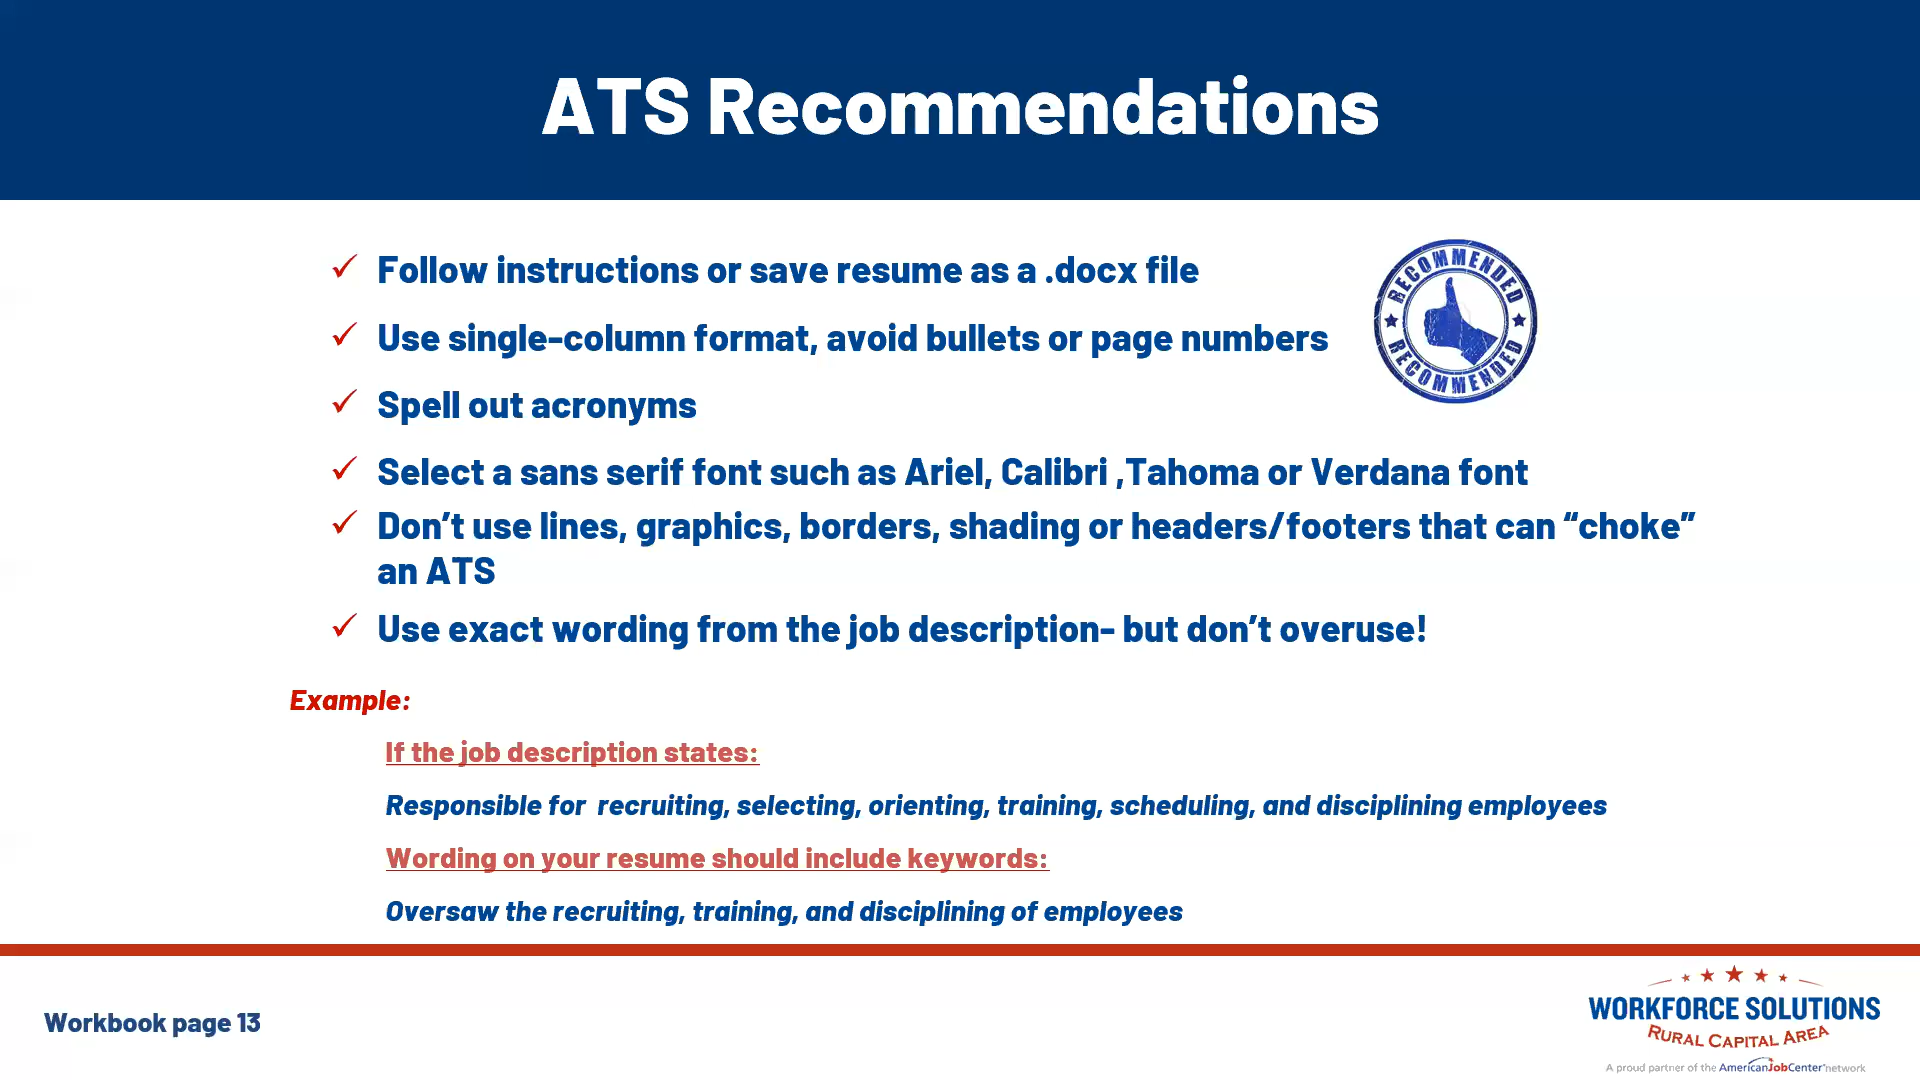 ATS Recommendations
Follow instructions or save resume as a .docx file
Use single-column format, avoid bullets or page numbers
RECOMMENDED
RECOMMENDED
Spell out acronyms
Select a sans serif font such as Ariel, Calibri ,Tahoma or Verdana font
Don’t use lines, graphics, borders, shading or headers/footers that can “choke”
an ATS
Use exact wording from the job description- but don’t overuse!
Example:
If the job description states:
Responsible for  recruiting, selecting, orienting, training, scheduling, and disciplining employees
Wording on your resume should include keywords:
Oversaw the recruiting, training, and disciplining of employees
Workbook page 13
WORKFORCE SOLUTIONS
RURAL CAPITAL AREA
A proud partner of the AmericanJobCenter network